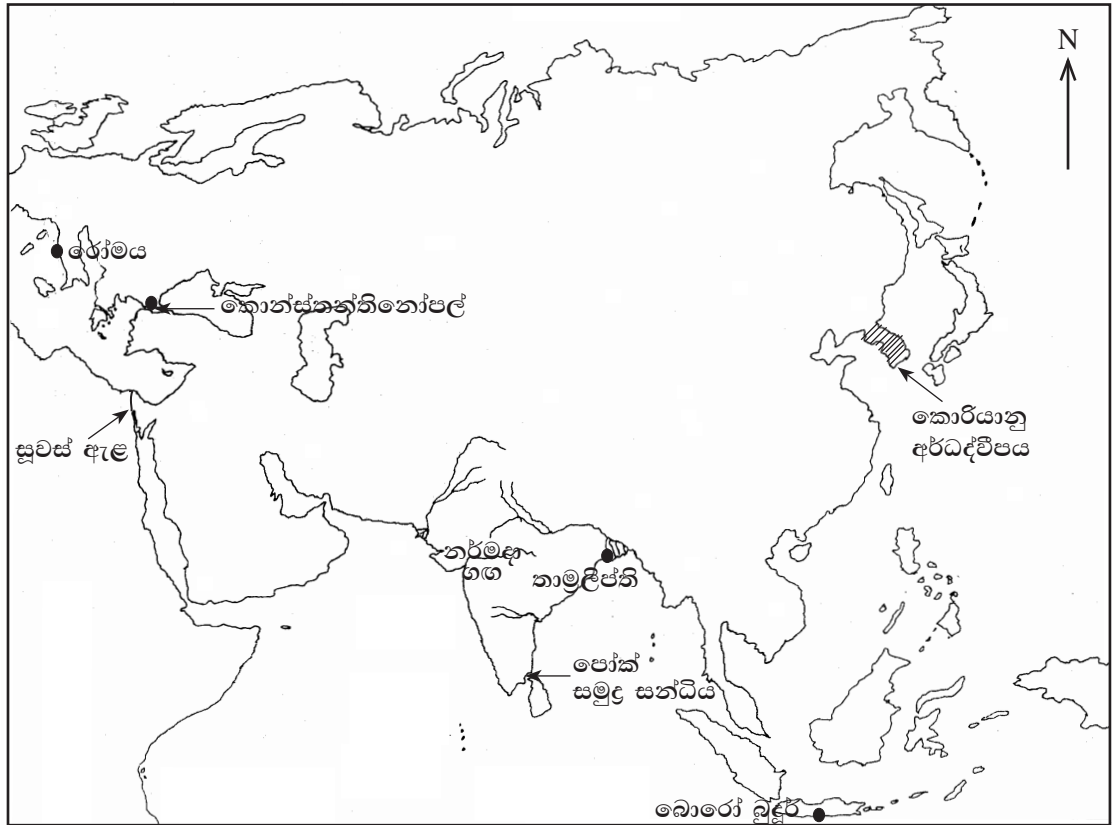 N
රෝමය
කොන්ස්තන්තිනෝපල්
කොරියානු
අර්ධද්වීපය
සූවස් ඇළ
නර්මදා
ගඟ
තාම්‍රලිප්ති
පෝක්
සමුද්‍ර සන්ධිය
බොරෝ බුදූර්